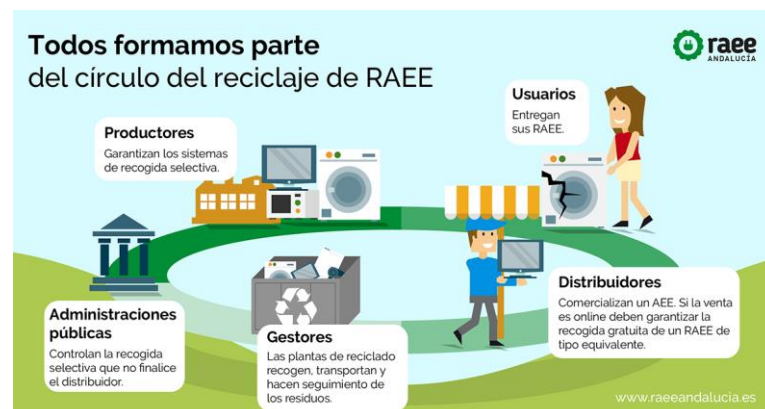 Todos formamos parte
del círculo del reciclaje de RAEE
raee
ANDALUCÍA
Usuarios
Entregan
sus RAEE.
Productores
Garantizan los sistemas
de recogida selectiva.
Distribuidores
Comercializan un AEE. Si la venta
es online deben garantizar la
recogida gratuita de un RAEE de
tipo equivalente.
Administraciones
públicas
Controlan la recogida
selectiva que no finalice
el distribuidor.
Gestores
Las plantas de reciclado
recogen, transportan y
hacen seguimiento de
los residuos.
www.raeeandalucia.es